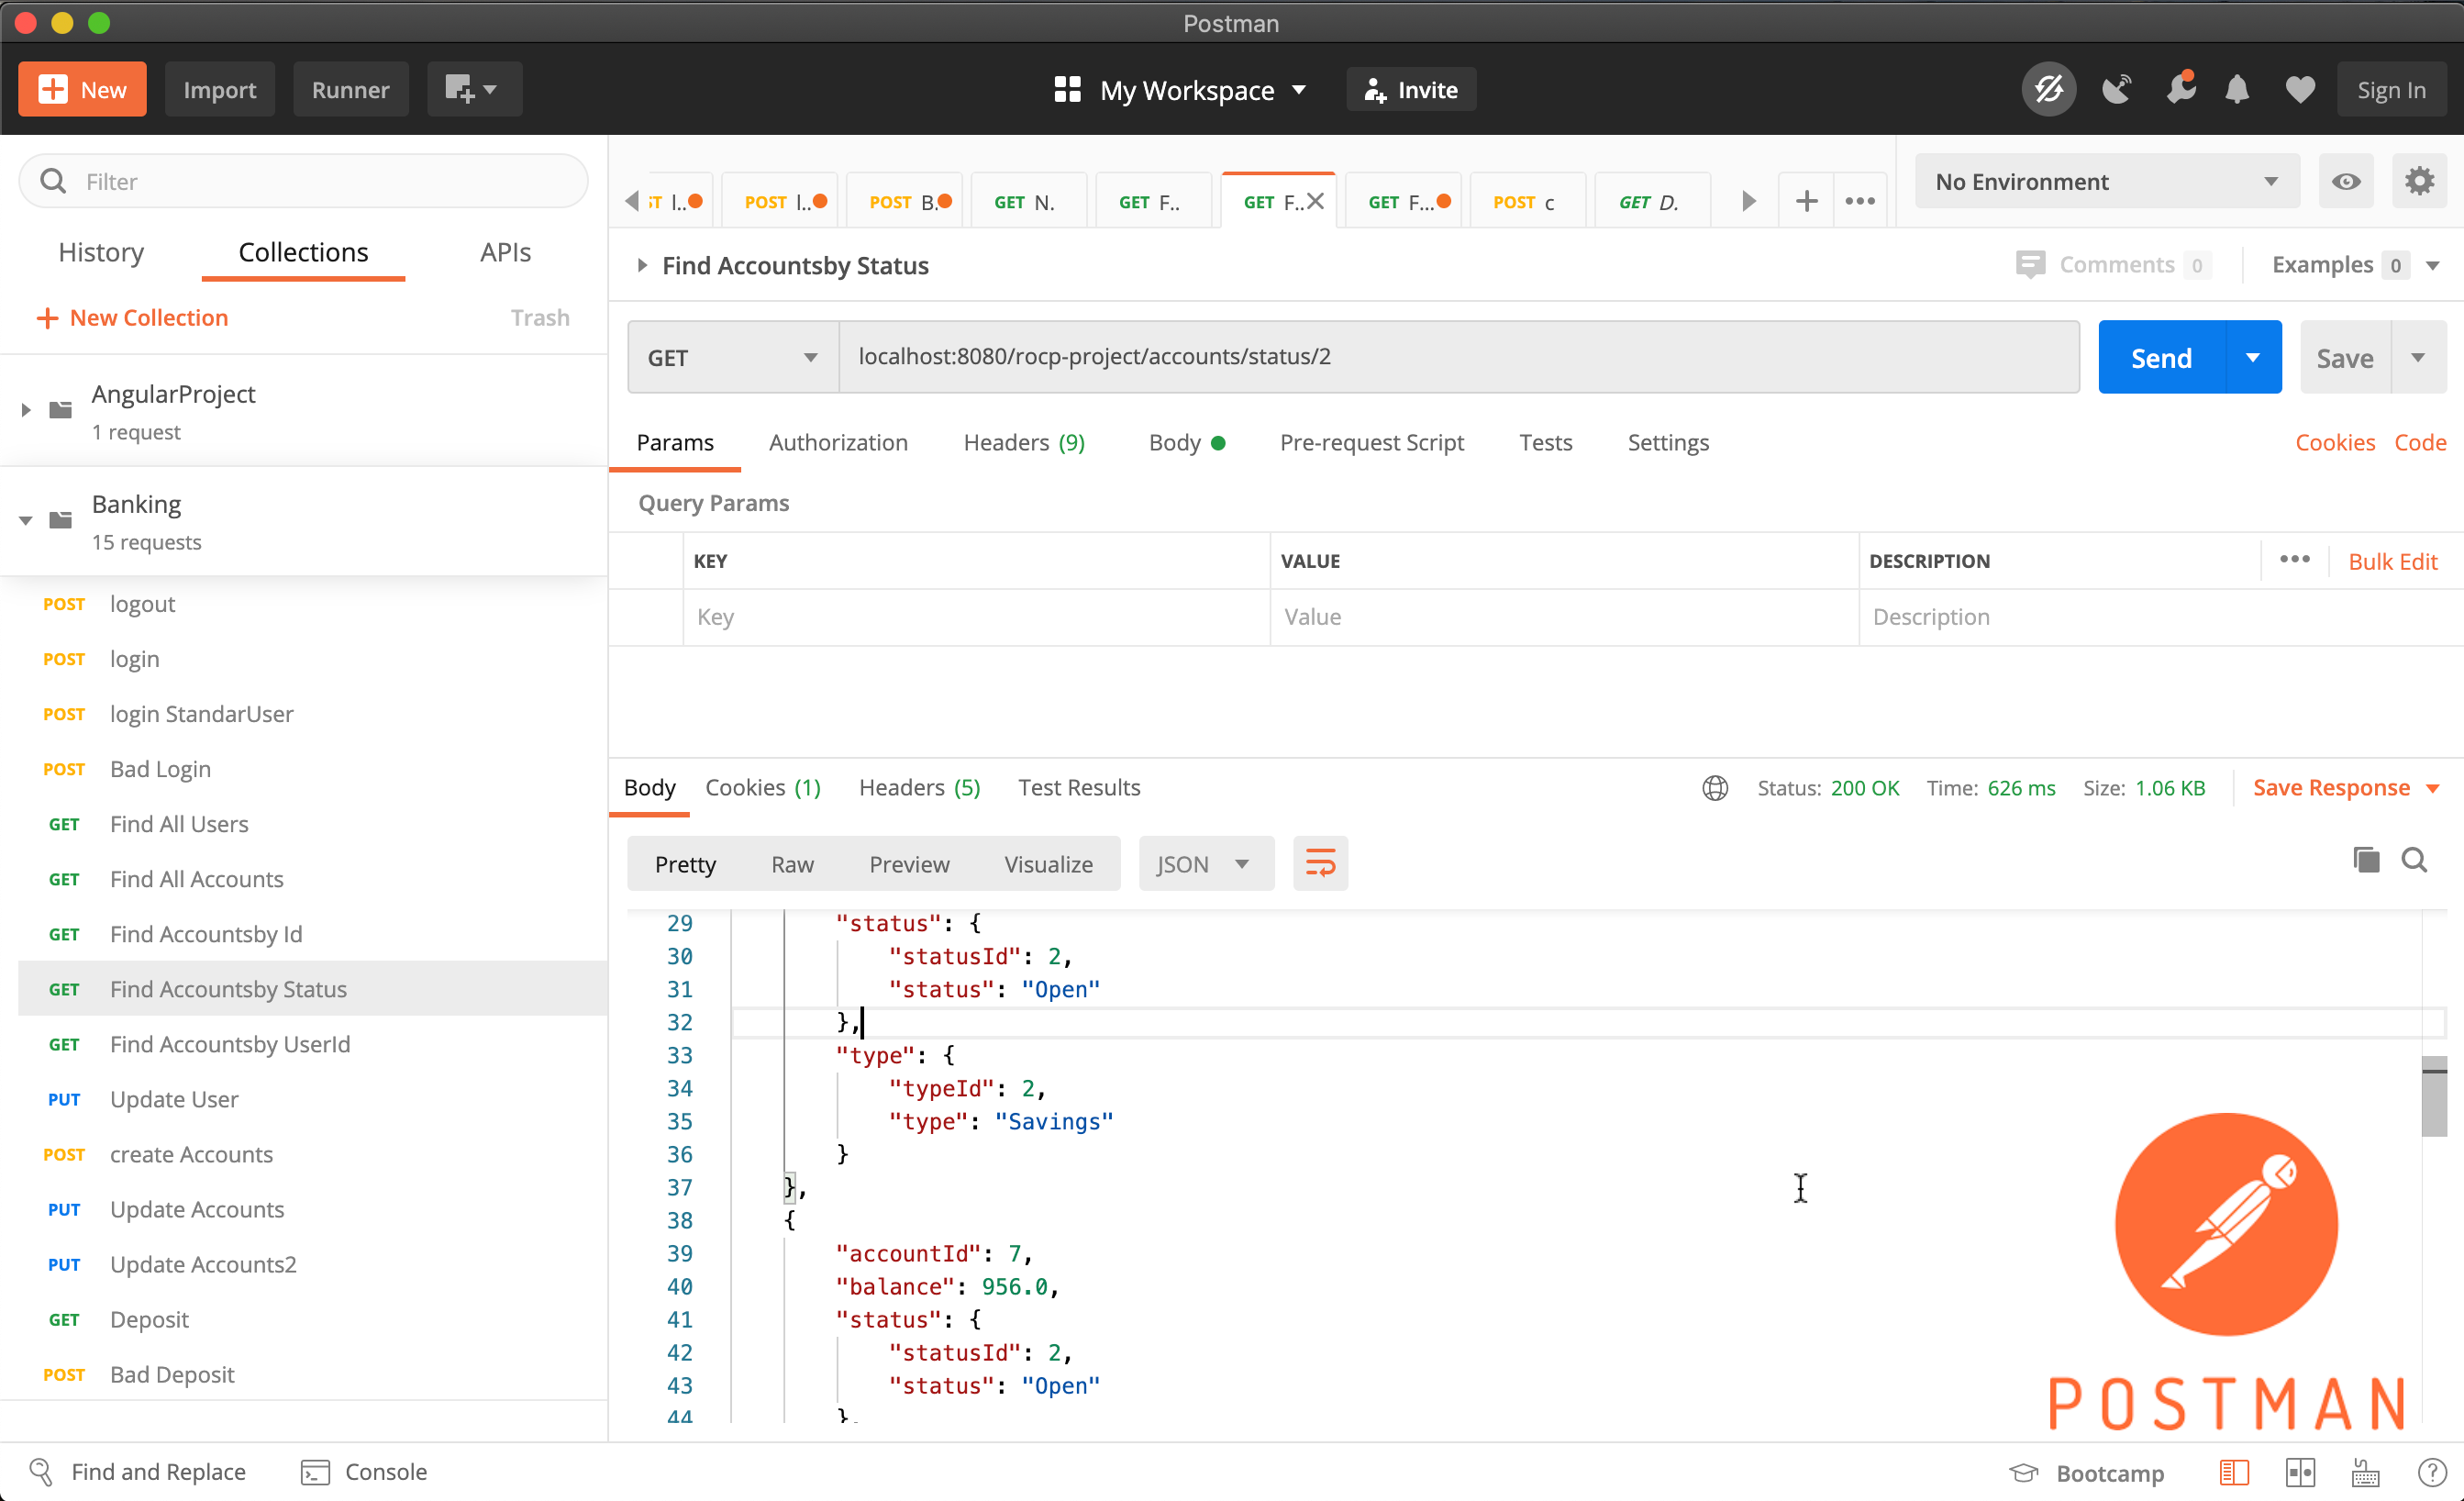 Postman
New Import Runner My Workspace Invite Sign In
Filter
History Collections APIs
New Collection Trash
AngularProject
1 request
Banking
15 requests
POST logout
POST login
POST login StandarUser
POST Bad Login
GET Find All Users
GET Find All Accounts
GET Find Accountsby Id
GET Find Accountsby Status
GET Find Accountsby UserId
PUT Update User
POST create Accounts
PUT Update Accounts
PUT Update Accounts2
GET Deposit
POST Bad Deposit
ST l.. POST l.. POST B. GET N. GET F.. GET F.. GET F... POST c GET D. ... No Environment
Find Accountsby Status Comments 0 Examples 0
GET localhost:8080/rocp-project/accounts/status/2 Send Save
Params Authorization Headers (9) Body Pre-request Script Tests Settings Cookies Code
Query Params
KEY VALUE DESCRIPTION ... Bulk Edit
Key Value Description
Body Cookies (1) Headers (5) Test Results Status: 200 OK Time: 626 ms Size: 1.06 KB Save Response
Pretty Raw Preview Visualize JSON
29 "status": {
30 "statusId": 2,
31 "status": "Open"
32 },
33 "type": {
34 "typeId": 2,
35 "type": "Savings"
36 }
37 },
38 {
39 "accountId": 7,
40 "balance": 956.0,
41 "status": {
42 "statusId": 2,
43 "status": "Open"
44 },
POSTMAN
Find and Replace Console Bootcamp